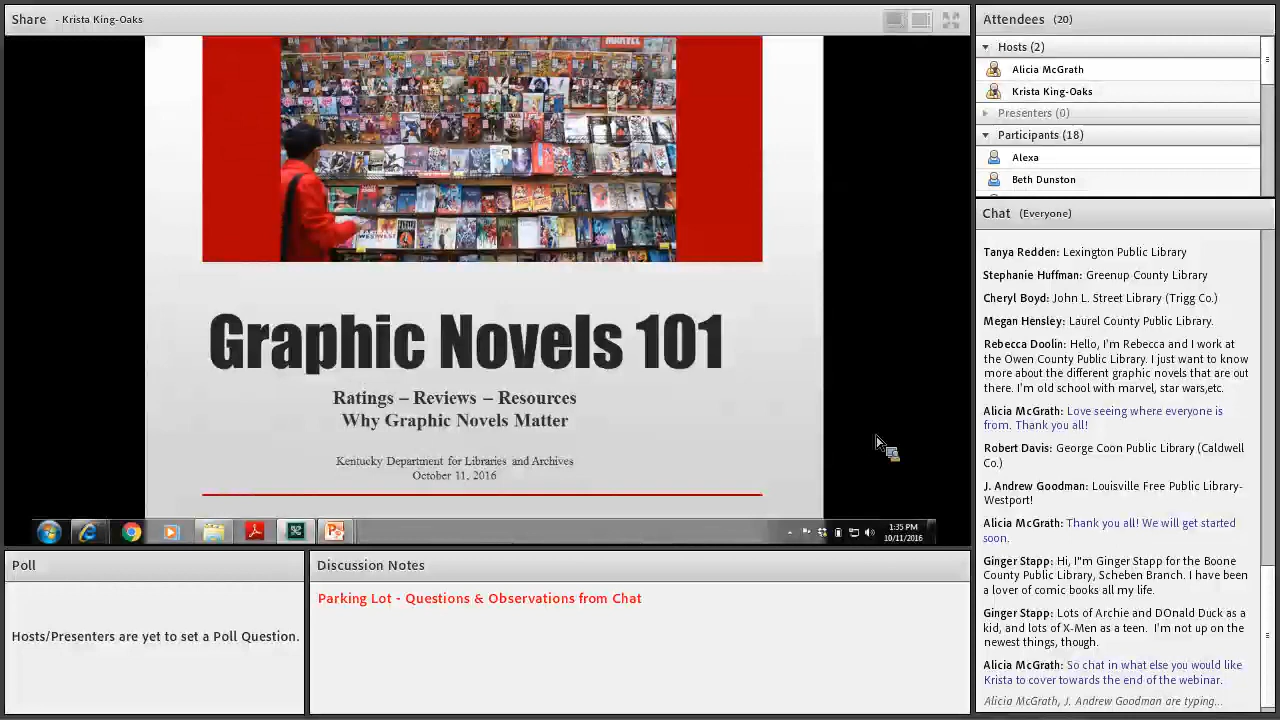 Share - Krista King-Oaks
MARVEL
Graphic Novels 101
Ratings – Reviews – Resources
Why Graphic Novels Matter
Kentucky Department for Libraries and Archives
October 11, 2016
1:35 PM
10/11/2016
Poll
Hosts/Presenters are yet to set a Poll Question.
Discussion Notes
Parking Lot - Questions & Observations from Chat
Attendees (20)
Hosts (2)
Alicia McGrath
Krista King-Oaks
Presenters (0)
Participants (18)
Alexa
Beth Dunston
Chat (Everyone)
Tanya Redden: Lexington Public Library
Stephanie Huffman: Greenup County Library
Cheryl Boyd: John L. Street Library (Trigg Co.)
Megan Hensley: Laurel County Public Library.
Rebecca Doolin: Hello, I'm Rebecca and I work at
the Owen County Public Library. I just want to know
more about the different graphic novels that are out
there. I'm old school with marvel, star wars,etc.
Alicia McGrath: Love seeing where everyone is
from. Thank you all!
Robert Davis: George Coon Public Library (Caldwell
Co.)
J. Andrew Goodman: Louisville Free Public Library-
Westport!
Alicia McGrath: Thank you all! We will get started
soon.
Ginger Stapp: Hi, I"m Ginger Stapp for the Boone
County Public Library, Scheben Branch. I have been
a lover of comic books all my life.
Ginger Stapp: Lots of Archie and DOnald Duck as a
kid, and lots of X-Men as a teen.  I'm not up on the
newest things, though.
Alicia McGrath: So chat in what else you would like
Krista to cover towards the end of the webinar.
Alicia McGrath, J. Andrew Goodman are typing...